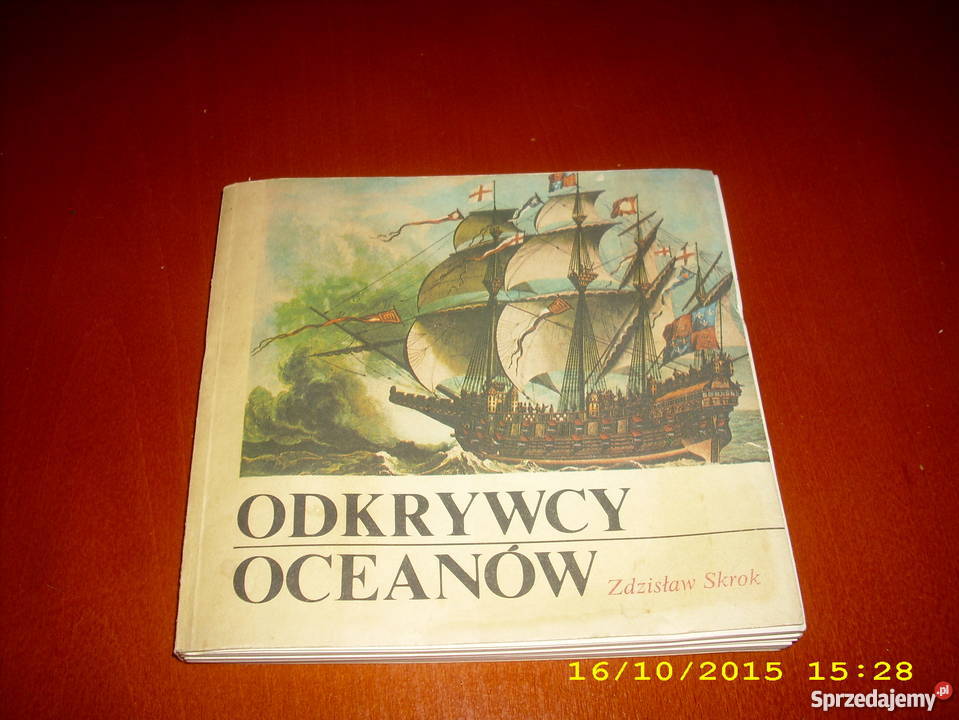 ODKRYWCY
OCEANÓW
Zdzisław Skrok
16/10/2015 15:28
Sprzedajemy.pl